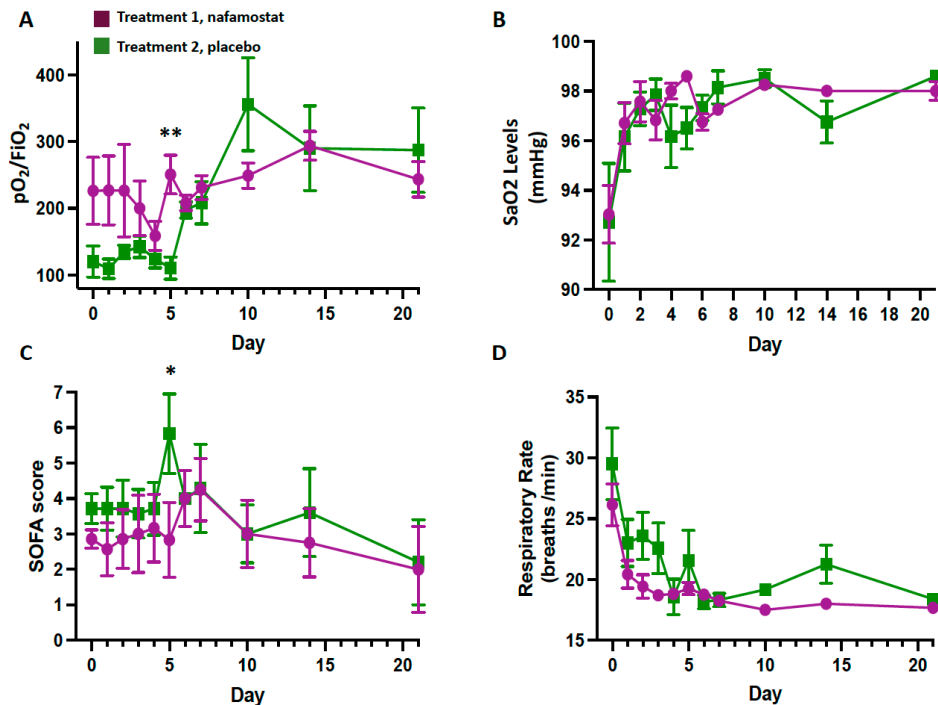 A
Treatment 1, nafamostat
Treatment 2, placebo
400
300
200
100
pO₂/FiO₂
**
0 5 10 15 20
Day
B
100
98
96
94
92
90
SaO2 Levels
(mmHg)
0 2 4 6 8 10 12 14 16 18 20
Day
C
7
6
5
4
3
2
1
0
SOFA score
*
0 5 10 15 20
Day
D
35
30
25
20
15
Respiratory Rate
(breaths /min)
0 5 10 15 20
Day